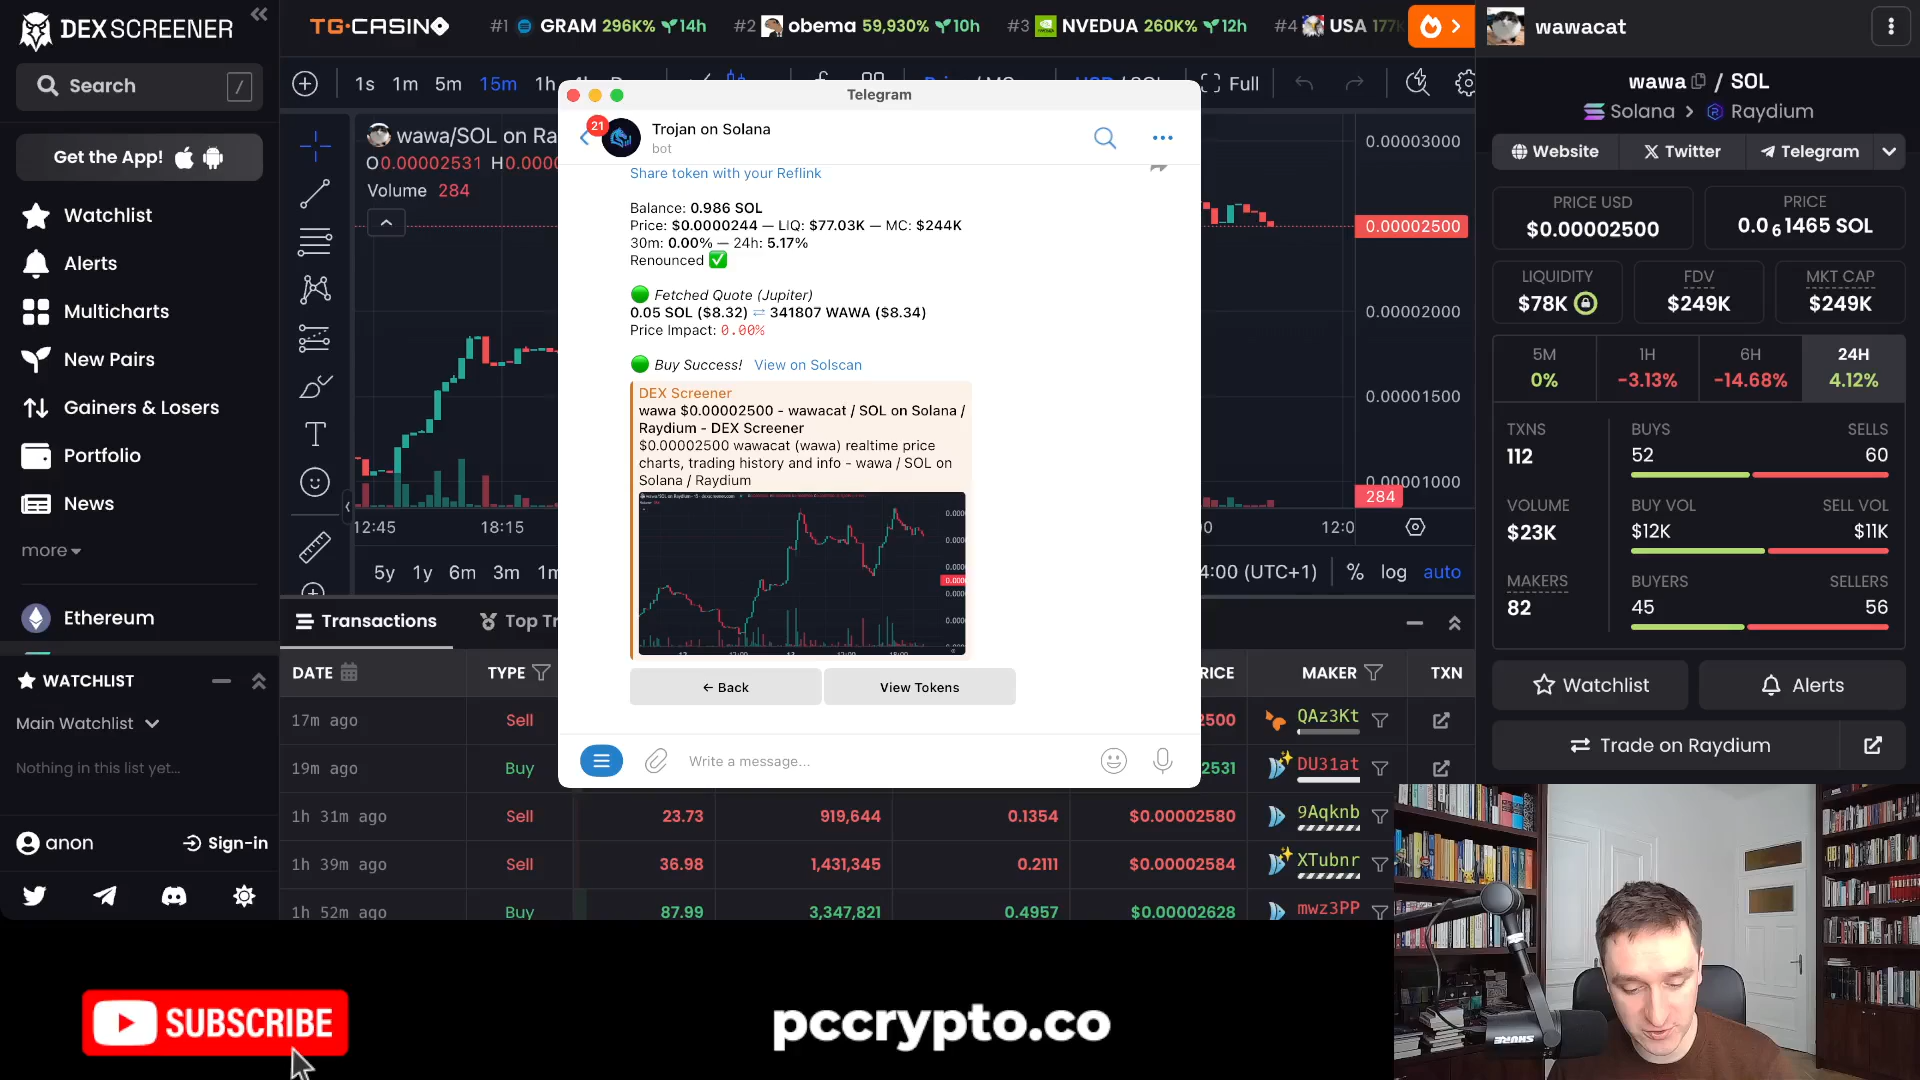 DEX SCREENER
Search
/
Get the App!
Watchlist
Alerts
Multicharts
New Pairs
Gainers & Losers
Portfolio
News
more
Ethereum
WATCHLIST
Main Watchlist
Nothing in this list yet...
anon
Sign-in
TG.CASINO
#1 GRAM 296K% 14h
#2 obema 59,930% 10h
#3 NVEDUA 260K% 12h
#4 USA
1s 1m 5m 15m 1h
Full
wawa/SOL on Ra
O0.00002531
Volume 284
0.00003000
0.00002500
0.00002000
0.00001500
0.00001000
284
12:45
18:15
5y 1y 6m 3m
(UTC+1)
% log auto
Transactions
DATE
TYPE
MAKER
TXN
17m ago Sell QAz3Kt
19m ago Buy DU31at
1h 31m ago Sell 23.73 919,644 0.1354 $0.00002580 9Aqknb
1h 39m ago Sell 36.98 1,431,345 0.2111 $0.00002584 XTubnr
1h 52m ago Buy 87.99 3,347,821 0.4957 $0.00002628 mwz3PP
Telegram
21
Trojan on Solana
bot
Share token with your Reflink
Balance: 0.986 SOL
Price: $0.0000244 — LIQ: $77.03K — MC: $244K
30m: 0.00% — 24h: 5.17%
Renounced ✅
🟢 Fetched Quote (Jupiter)
0.05 SOL ($8.32) ⇄ 341807 WAWA ($8.34)
Price Impact: 0.00%
🟢 Buy Success! View on Solscan
DEX Screener
wawa $0.00002500 - wawacat / SOL on Solana /
Raydium - DEX Screener
$0.00002500 wawacat (wawa) realtime price
charts, trading history and info - wawa / SOL on
Solana / Raydium
← Back
View Tokens
Write a message...
wawacat
wawa / SOL
Solana > Raydium
Website
Twitter
Telegram
PRICE USD
$0.00002500
PRICE
0.0₆1465 SOL
LIQUIDITY
$78K
FDV
$249K
MKT CAP
$249K
5M
0%
1H
-3.13%
6H
-14.68%
24H
4.12%
TXNS
112
BUYS
52
SELLS
60
VOLUME
$23K
BUY VOL
$12K
SELL VOL
$11K
MAKERS
82
BUYERS
45
SELLERS
56
Watchlist
Alerts
Trade on Raydium
SUBSCRIBE
pccrypto.co
SHURE